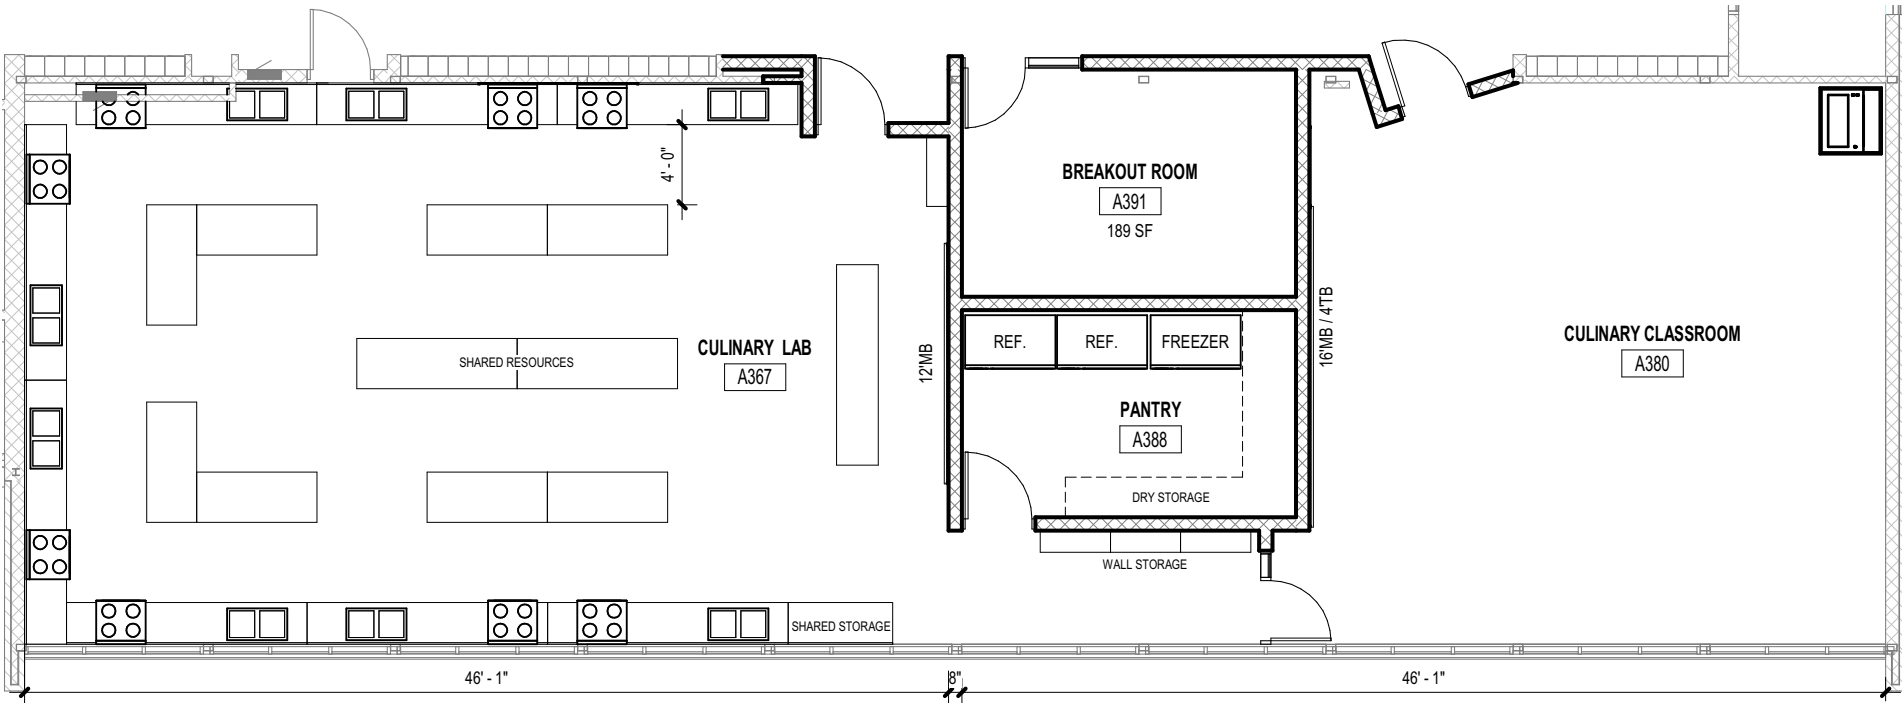 4' - 0"
BREAKOUT ROOM
A391
189 SF
CULINARY LAB
A367
SHARED RESOURCES
12'MB
REF.
REF.
FREEZER
16'MB / 4'TB
CULINARY CLASSROOM
A380
PANTRY
A388
DRY STORAGE
WALL STORAGE
SHARED STORAGE
46' - 1"
8"
46' - 1"